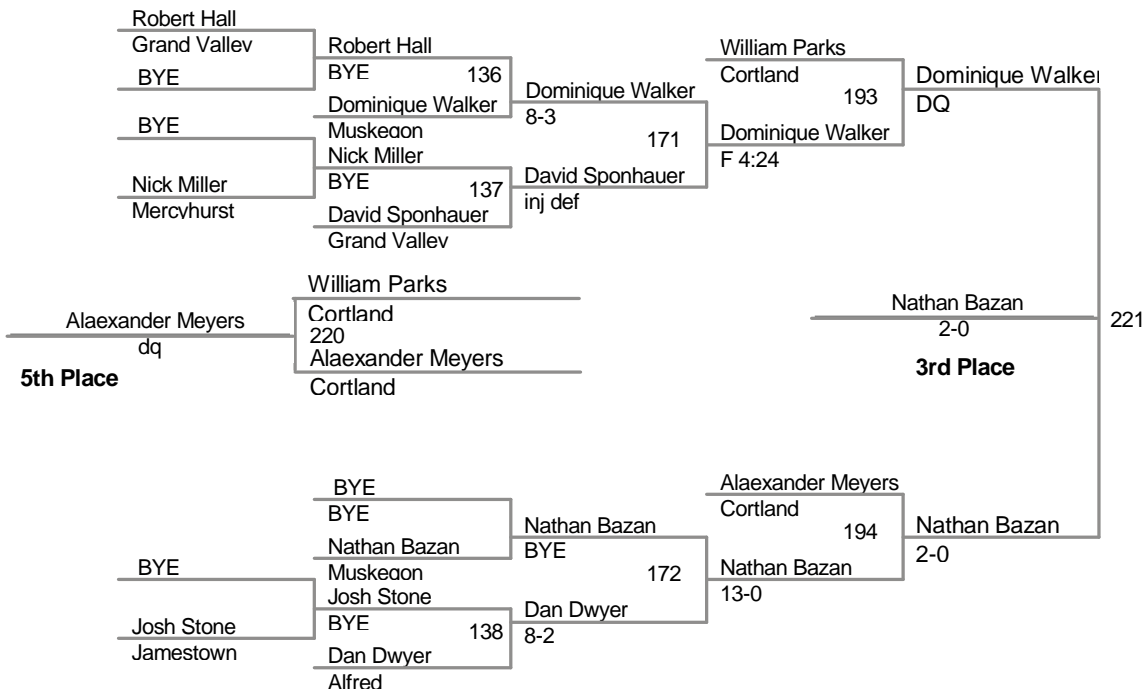 Robert Hall
Grand Valley
BYE
Robert Hall
BYE
136
Dominique Walker
Muskegon
BYE
Nick Miller
Mercyhurst
Nick Miller
BYE
137
David Sponhauer
Grand Valley
Dominique Walker
8-3
171
David Sponhauer
inj def
William Parks
Cortland
193
Dominique Walker
F 4:24
Dominique Walker
DQ
William Parks
Cortland
220
Alaexander Meyers
Cortland
Alaexander Meyers
dq
5th Place
Nathan Bazan
2-0
3rd Place
221
BYE
BYE
Nathan Bazan
Muskegon
BYE
Josh Stone
Jamestown
Josh Stone
BYE
138
Dan Dwyer
Alfred
Nathan Bazan
BYE
172
Dan Dwyer
8-2
Alaexander Meyers
Cortland
194
Nathan Bazan
13-0
Nathan Bazan
2-0